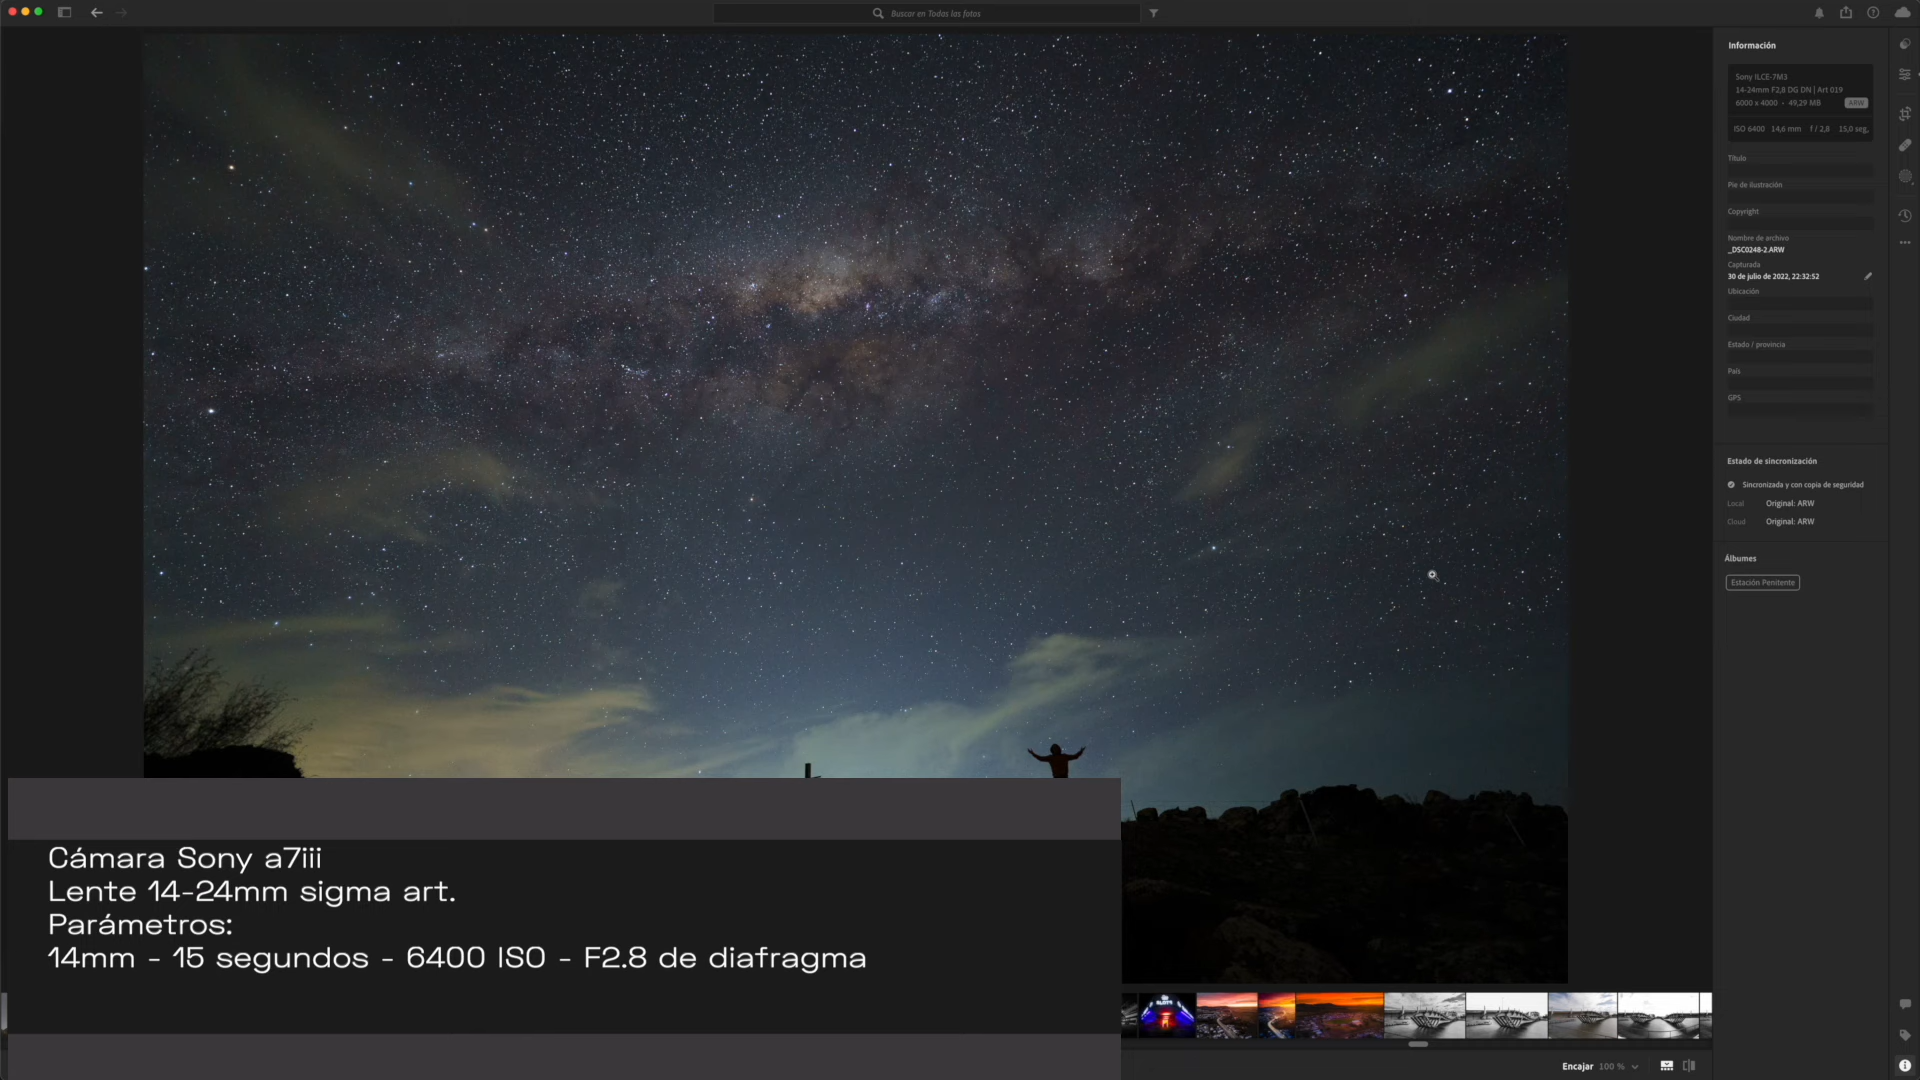 Buscar en Todas las fotos
Información
Sony ILCE-7M3
14-24mm F2,8 DG DN | Art 019
6000 x 4000 • 49,29 MB ARW
ISO 6400 14,6 mm f / 2,8 15,0 seg.
Título
Pie de ilustración
Copyright
Nombre de archivo
_DSC0248-2.ARW
Capturada
30 de julio de 2022, 22:32:52
Ubicación
Ciudad
Estado / provincia
País
GPS
Estado de sincronización
Sincronizada y con copia de seguridad
Local Original: ARW
Cloud Original: ARW
Álbumes
Estación Penitente
Cámara Sony a7iii
Lente 14-24mm sigma art.
Parámetros:
14mm - 15 segundos - 6400 ISO - F2.8 de diafragma
Encajar 100 %